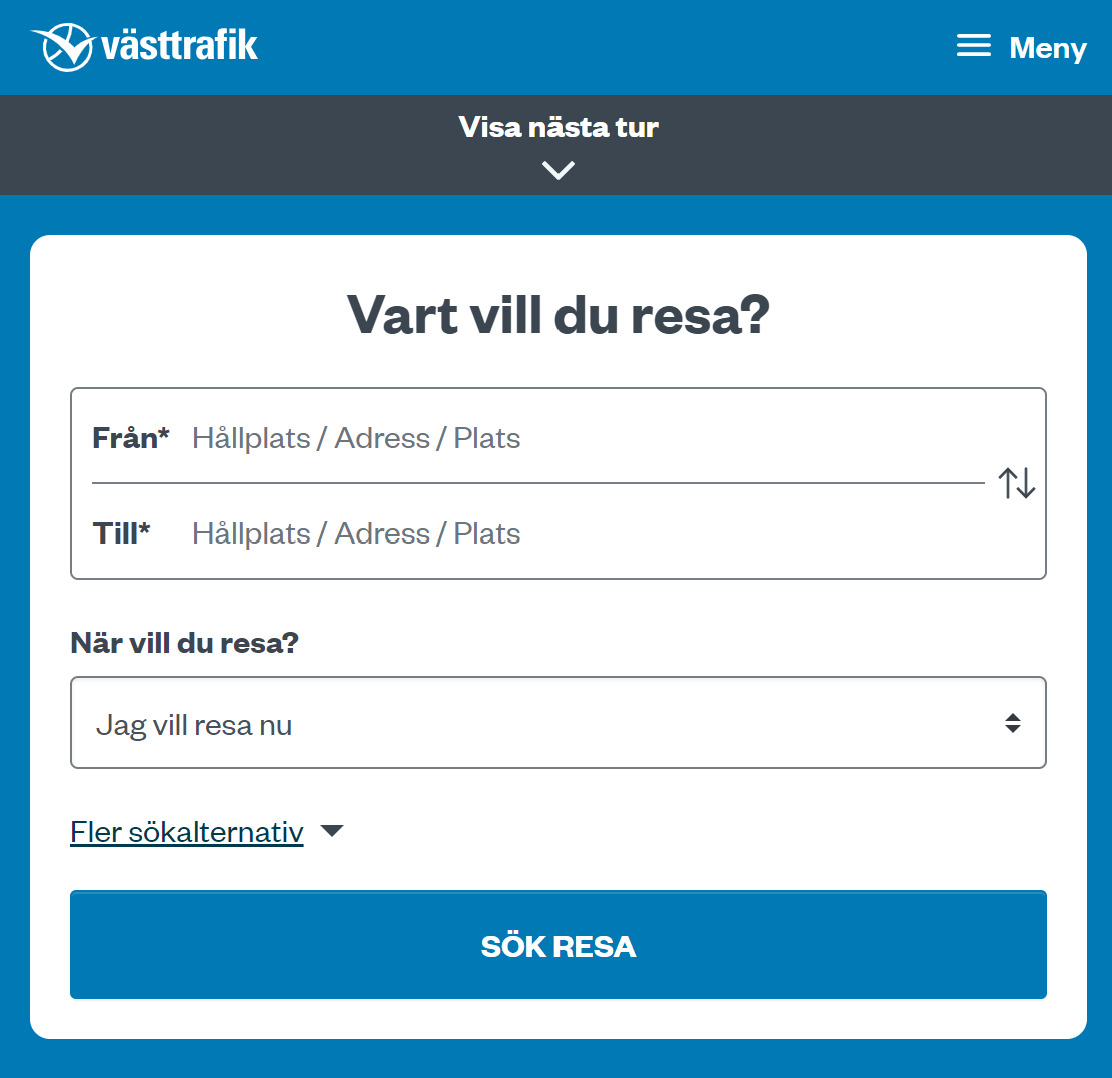 västtrafik
Meny
Visa nästa tur
Vart vill du resa?
Från* Hållplats / Adress / Plats
Till* Hållplats / Adress / Plats
När vill du resa?
Jag vill resa nu
Fler sökalternativ
SÖK RESA